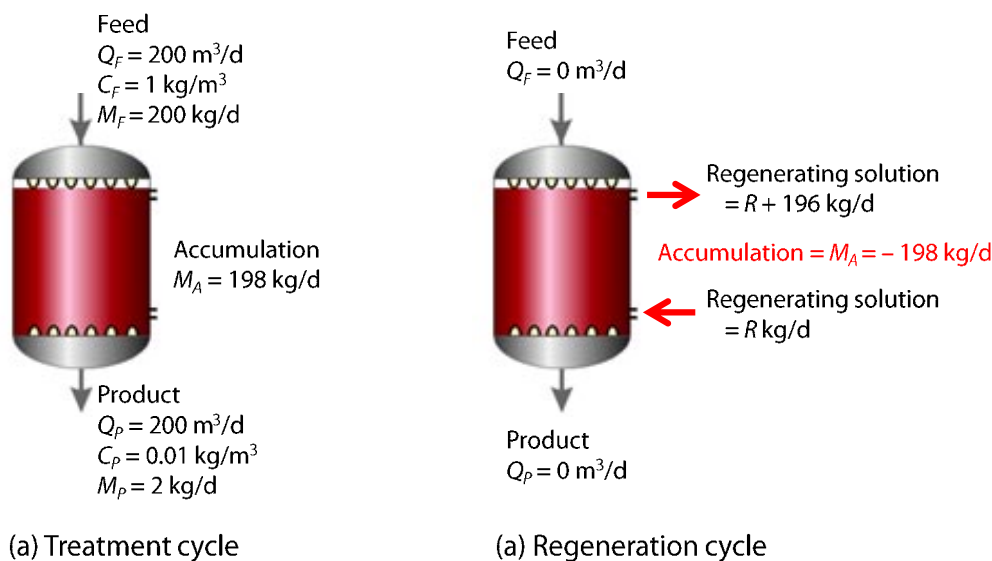 Feed
Q_F = 200 m³/d
C_F = 1 kg/m³
M_F = 200 kg/d
Accumulation
M_A = 198 kg/d
Product
Q_P = 200 m³/d
C_P = 0.01 kg/m³
M_P = 2 kg/d
(a) Treatment cycle
Feed
Q_F = 0 m³/d
Regenerating solution
= R + 196 kg/d
Accumulation = M_A = – 198 kg/d
Regenerating solution
= R kg/d
Product
Q_P = 0 m³/d
(a) Regeneration cycle